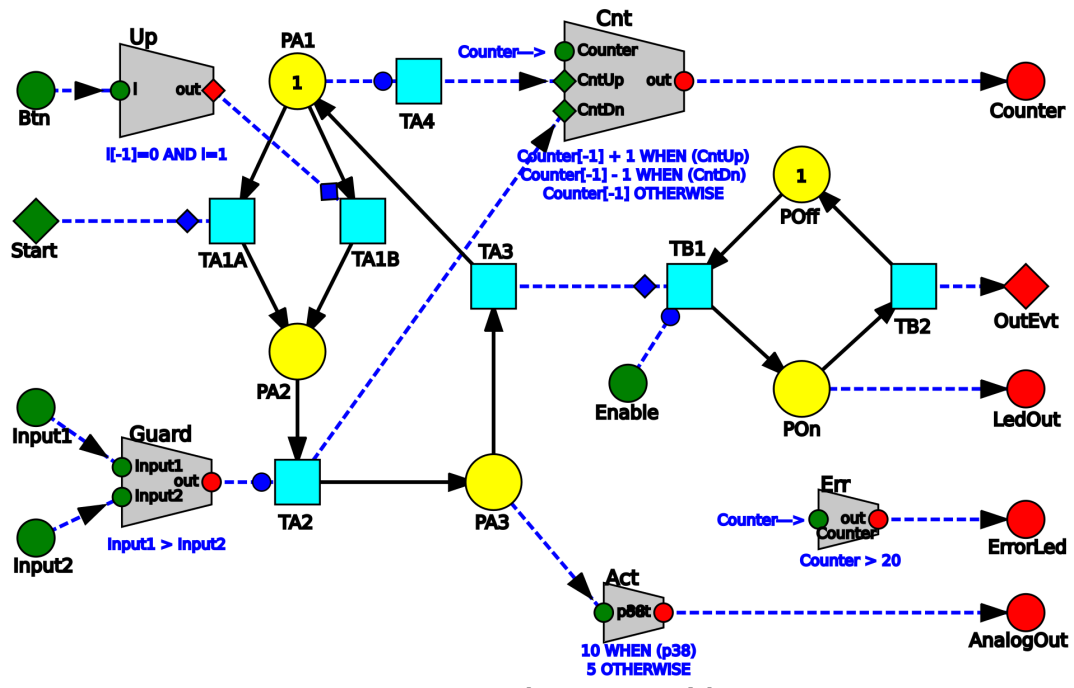 Cnt
Up
PA1
Counter—>
Counter
1
CntUp
out
I
out
CntDn
Btn
TA4
Counter
I[-1]=0 AND I=1
Counter[-1] + 1 WHEN (CntUp)
Counter[-1] - 1 WHEN (CntDn)
Counter[-1] OTHERWISE
1
POff
Start
TA1A
TA1B
TA3
TB1
TB2
OutEvt
PA2
Enable
LedOut
POn
Input1
Guard
Input1
out
Input2
TA2
PA3
Input1 > Input2
Input2
Err
Counter—>
out
Counter
ErrorLed
Counter > 20
Act
AnalogOut
10 WHEN (p38)
5 OTHERWISE